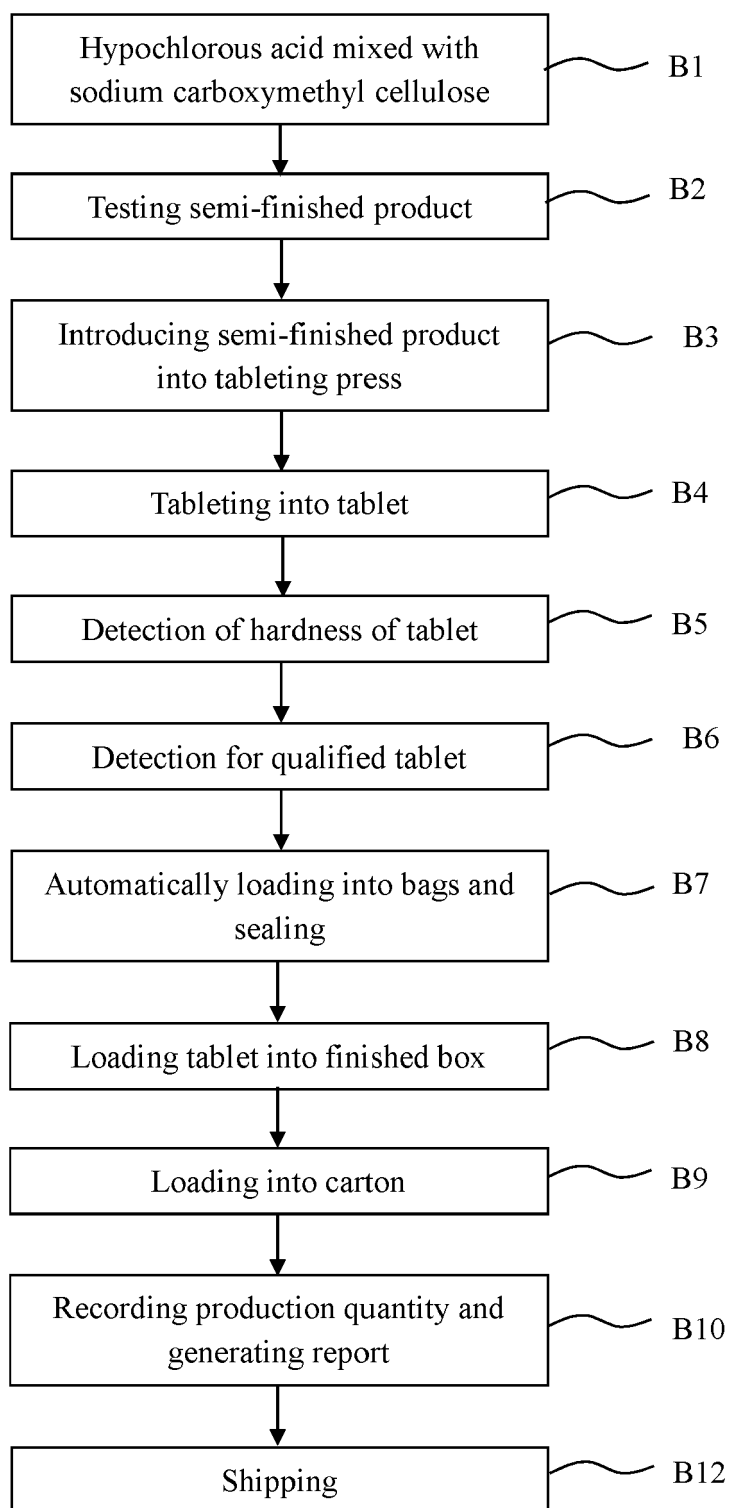 Hypochlorous acid mixed with
sodium carboxymethyl cellulose
B1
Testing semi-finished product
B2
Introducing semi-finished product
into tableting press
B3
Tableting into tablet
B4
Detection of hardness of tablet
B5
Detection for qualified tablet
B6
Automatically loading into bags and
sealing
B7
Loading tablet into finished box
B8
Loading into carton
B9
Recording production quantity and
generating report
B10
Shipping
B12